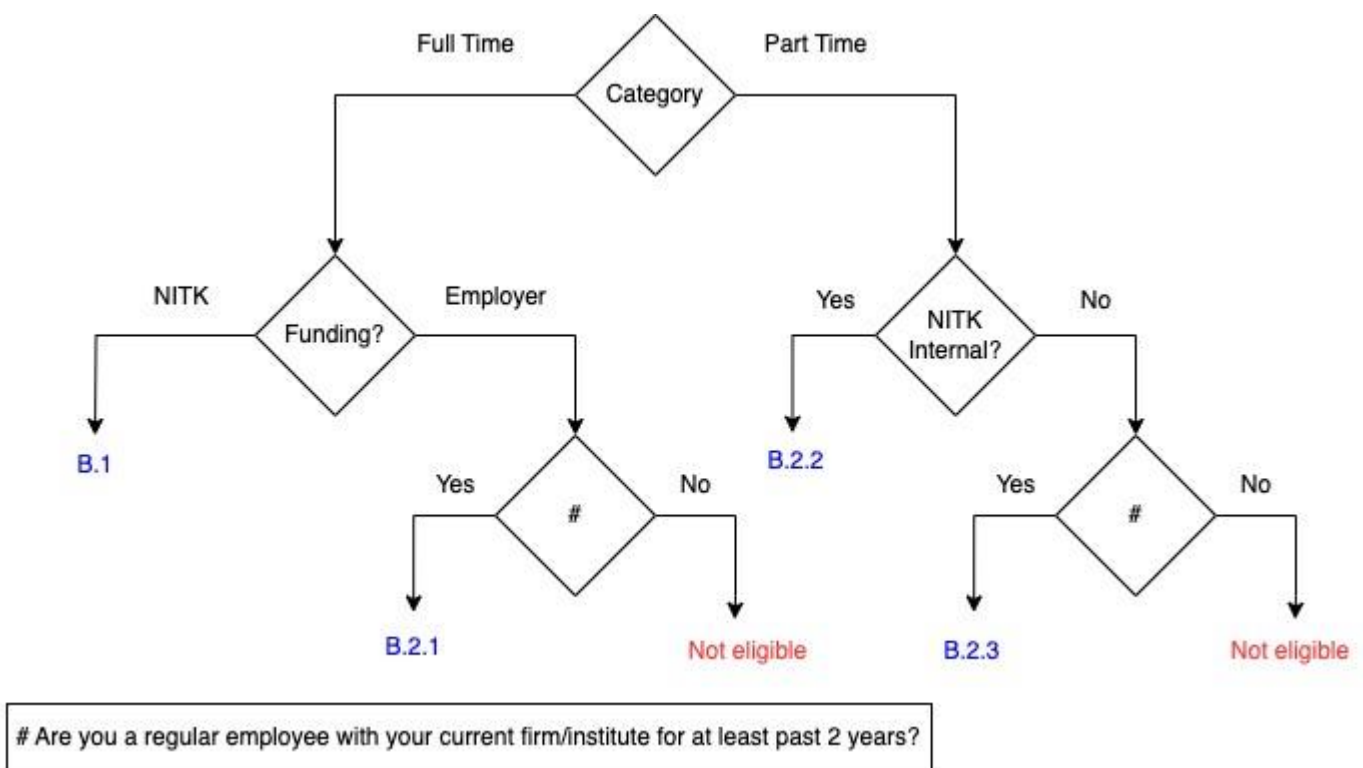 Full Time
Part Time
Category
NITK
Employer
Funding?
Yes
No
NITK
Internal?
B.1
B.2.2
Yes
No
#
Yes
No
#
B.2.1
Not eligible
B.2.3
Not eligible
# Are you a regular employee with your current firm/institute for at least past 2 years?